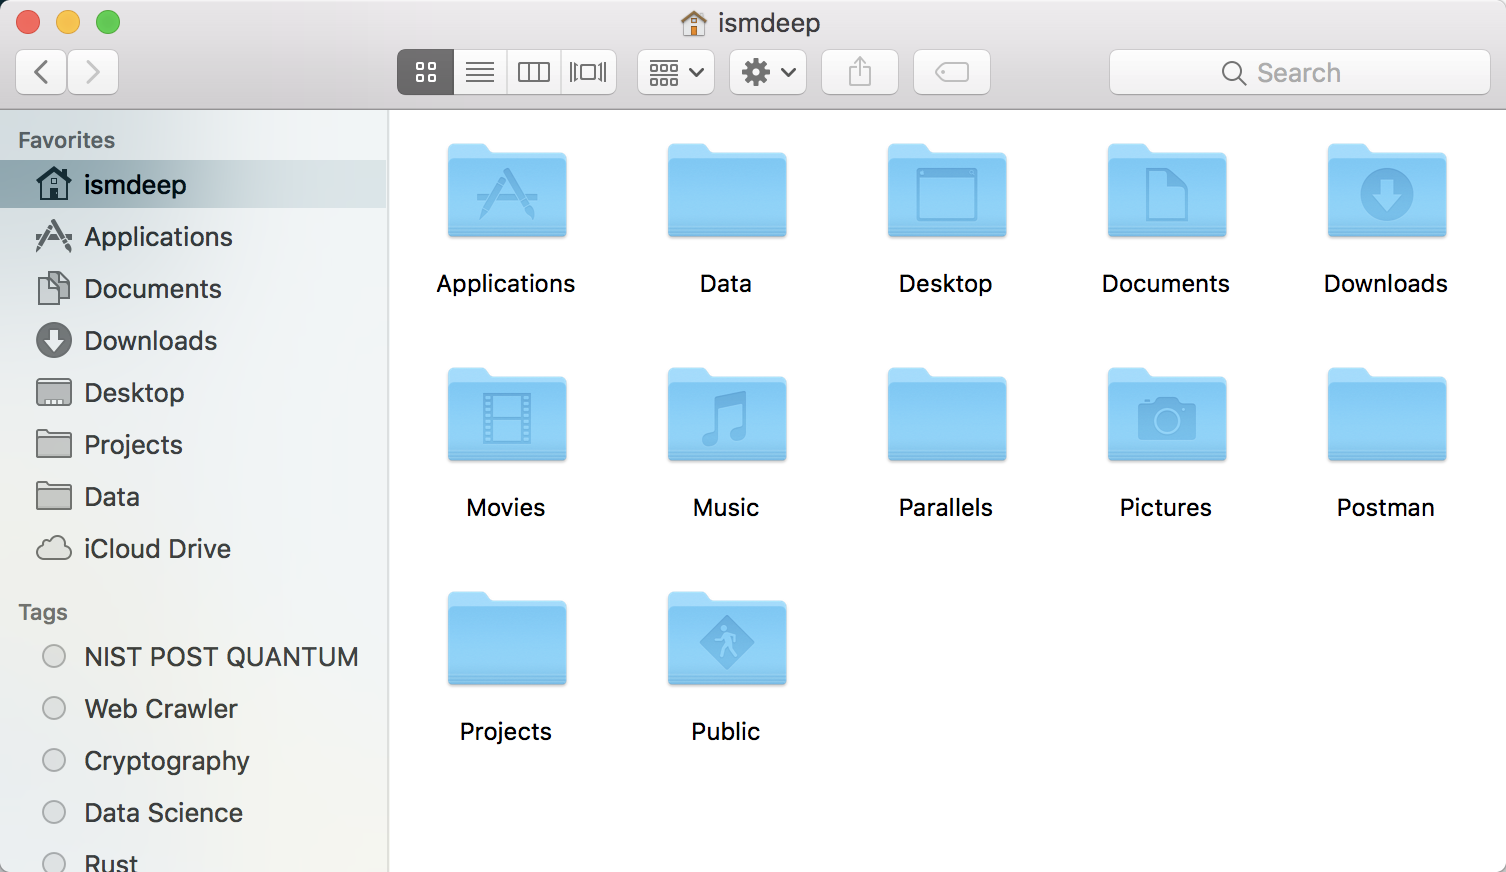 ismdeep
Search
Favorites
ismdeep
Applications
Documents
Downloads
Desktop
Projects
Data
iCloud Drive
Tags
NIST POST QUANTUM
Web Crawler
Cryptography
Data Science
Rust
Applications Data Desktop Documents Downloads
Movies Music Parallels Pictures Postman
Projects Public